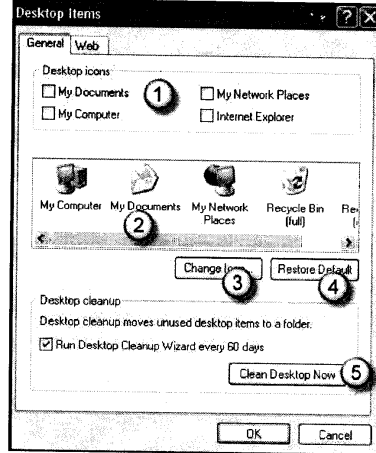 Desktop Items
General Web
Desktop icons:
My Documents 1 My Network Places
My Computer Internet Explorer
My Computer My Documents My Network Places Recycle Bin (full)
2
Change 3 Restore Default 4
Desktop cleanup
Desktop cleanup moves unused desktop items to a folder.
Run Desktop Cleanup Wizard every 60 days
Clean Desktop Now 5
OK Cancel